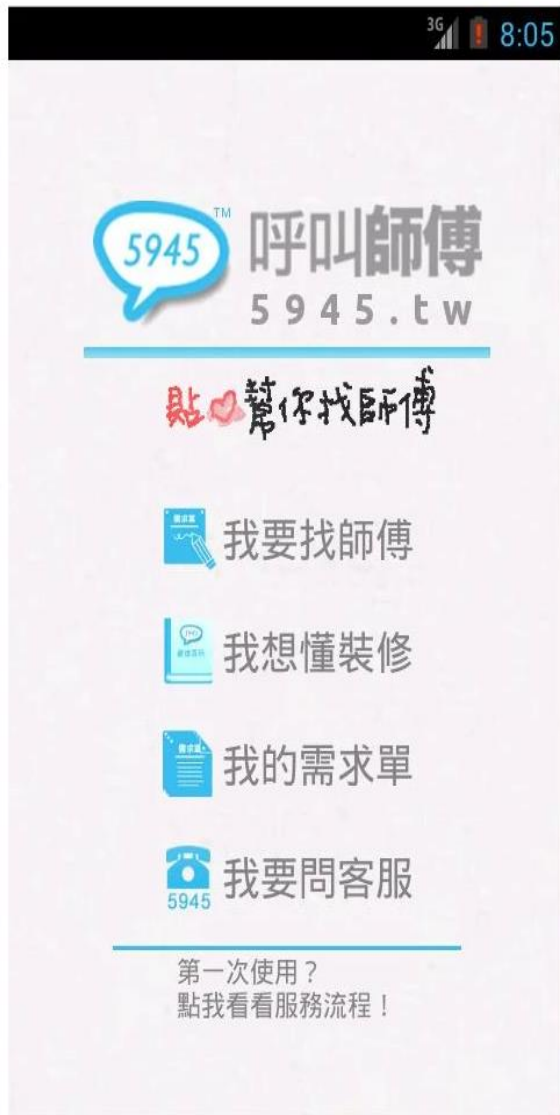 3G 8:05
5945 TM
呼叫師傅
5945.tw
貼❤幫你找師傅
需求單
我要找師傅
5945
我想懂裝修
需求單
我的需求單
5945
我要問客服
第一次使用？
點我看看服務流程！